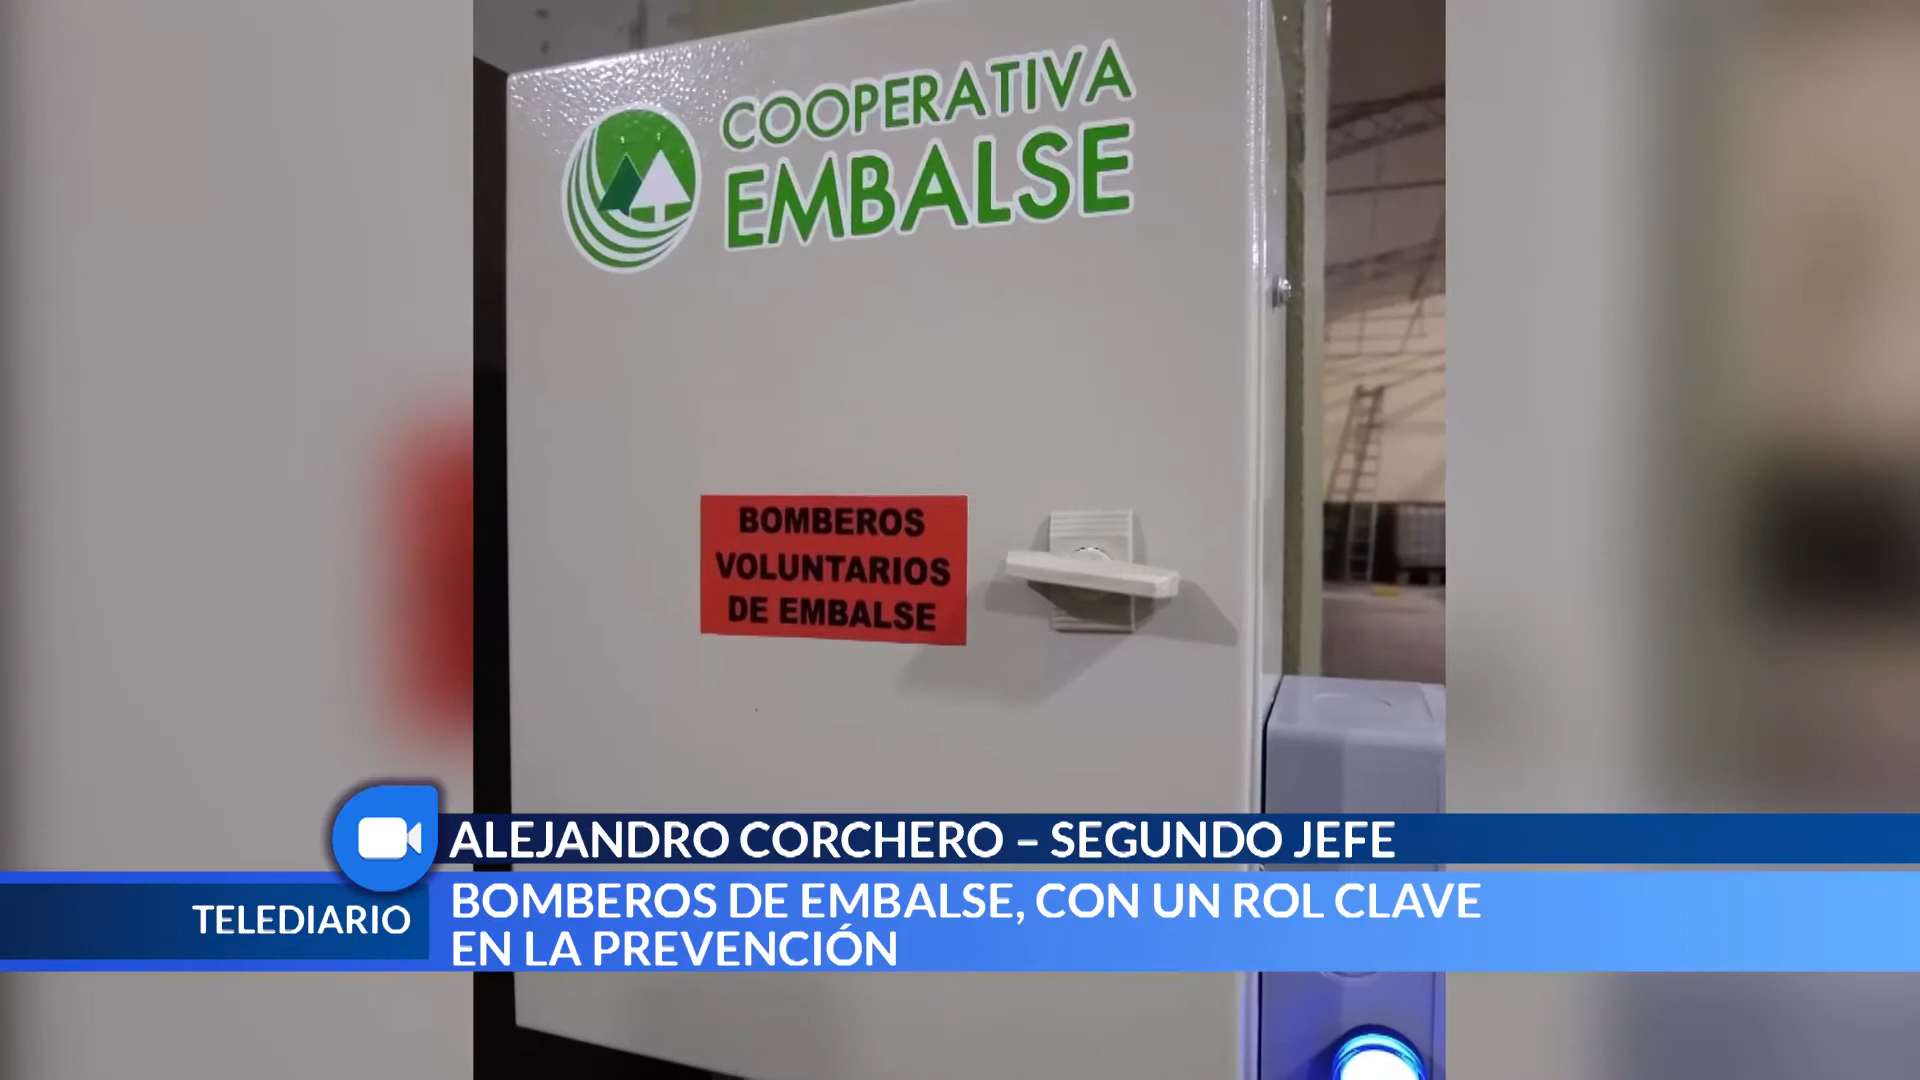 COOPERATIVA
EMBALSE
BOMBEROS
VOLUNTARIOS
DE EMBALSE
ALEJANDRO CORCHERO – SEGUNDO JEFE
TELEDIARIO
BOMBEROS DE EMBALSE, CON UN ROL CLAVE
EN LA PREVENCIÓN